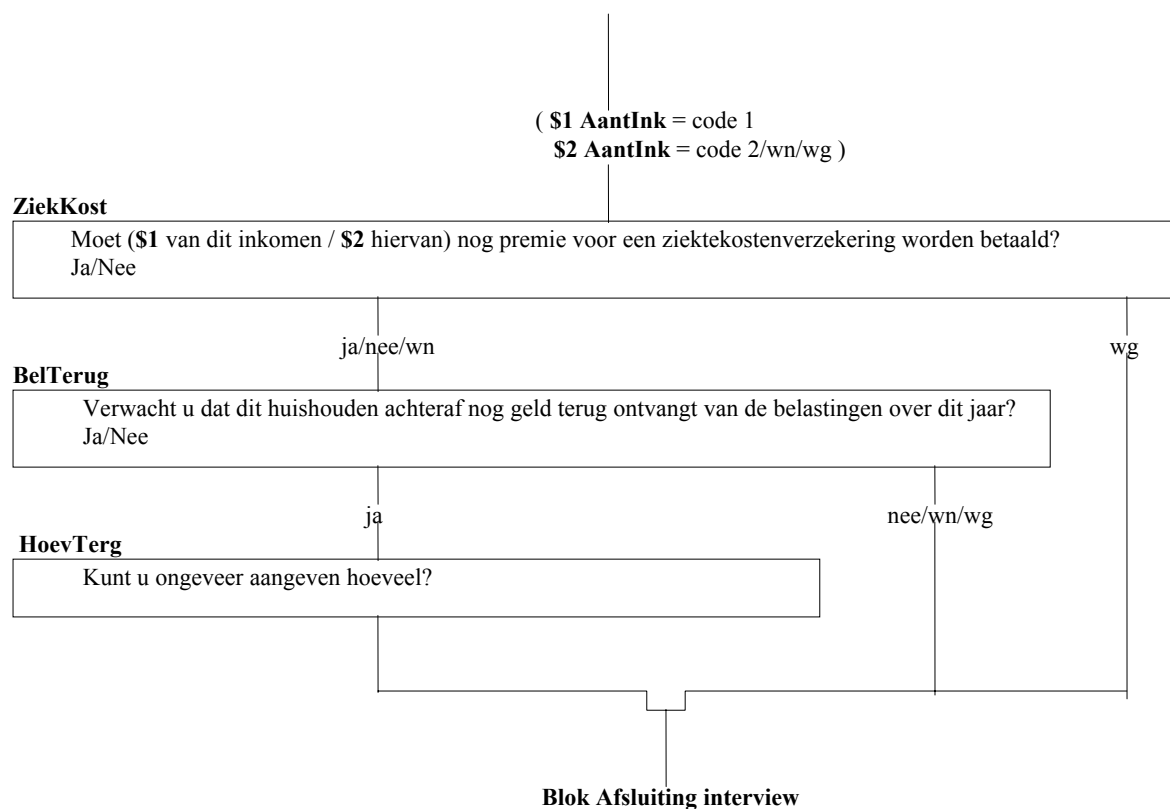 ( $1 AantInk = code 1
$2 AantInk = code 2/wn/wg )
ZiekKost
Moet ($1 van dit inkomen / $2 hiervan) nog premie voor een ziektekostenverzekering worden betaald?
Ja/Nee
ja/nee/wn
wg
BelTerug
Verwacht u dat dit huishouden achteraf nog geld terug ontvangt van de belastingen over dit jaar?
Ja/Nee
ja
nee/wn/wg
HoevTerg
Kunt u ongeveer aangeven hoeveel?
Blok Afsluiting interview